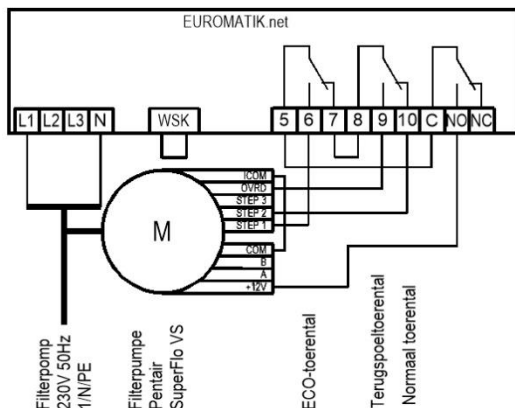 EUROMATIK.net
L1 L2 L3 N
WSK
5 6 7 8 9 10 C NO NC
M
ICOM
OVRD
STEP 3
STEP 2
STEP 1
COM
B
A
+12V
Filterpomp
230V 50Hz
1/N/PE
Filterpumpe
Pentair
SuperFlo VS
ECO-toerental
Terugspoeltoerental
Normaal toerental